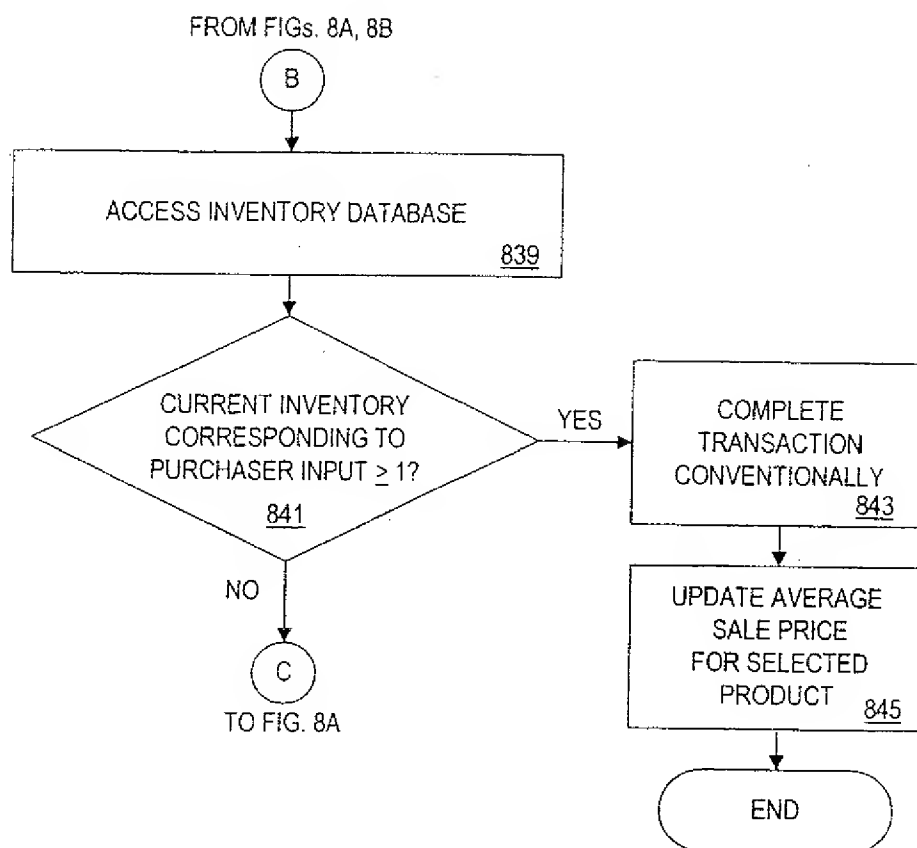 FROM FIGs. 8A, 8B
B
ACCESS INVENTORY DATABASE
839
CURRENT INVENTORY
CORRESPONDING TO
PURCHASER INPUT ≥ 1?
841
YES
COMPLETE
TRANSACTION
CONVENTIONALLY
843
NO
UPDATE AVERAGE
SALE PRICE
FOR SELECTED
PRODUCT
845
C
TO FIG. 8A
END